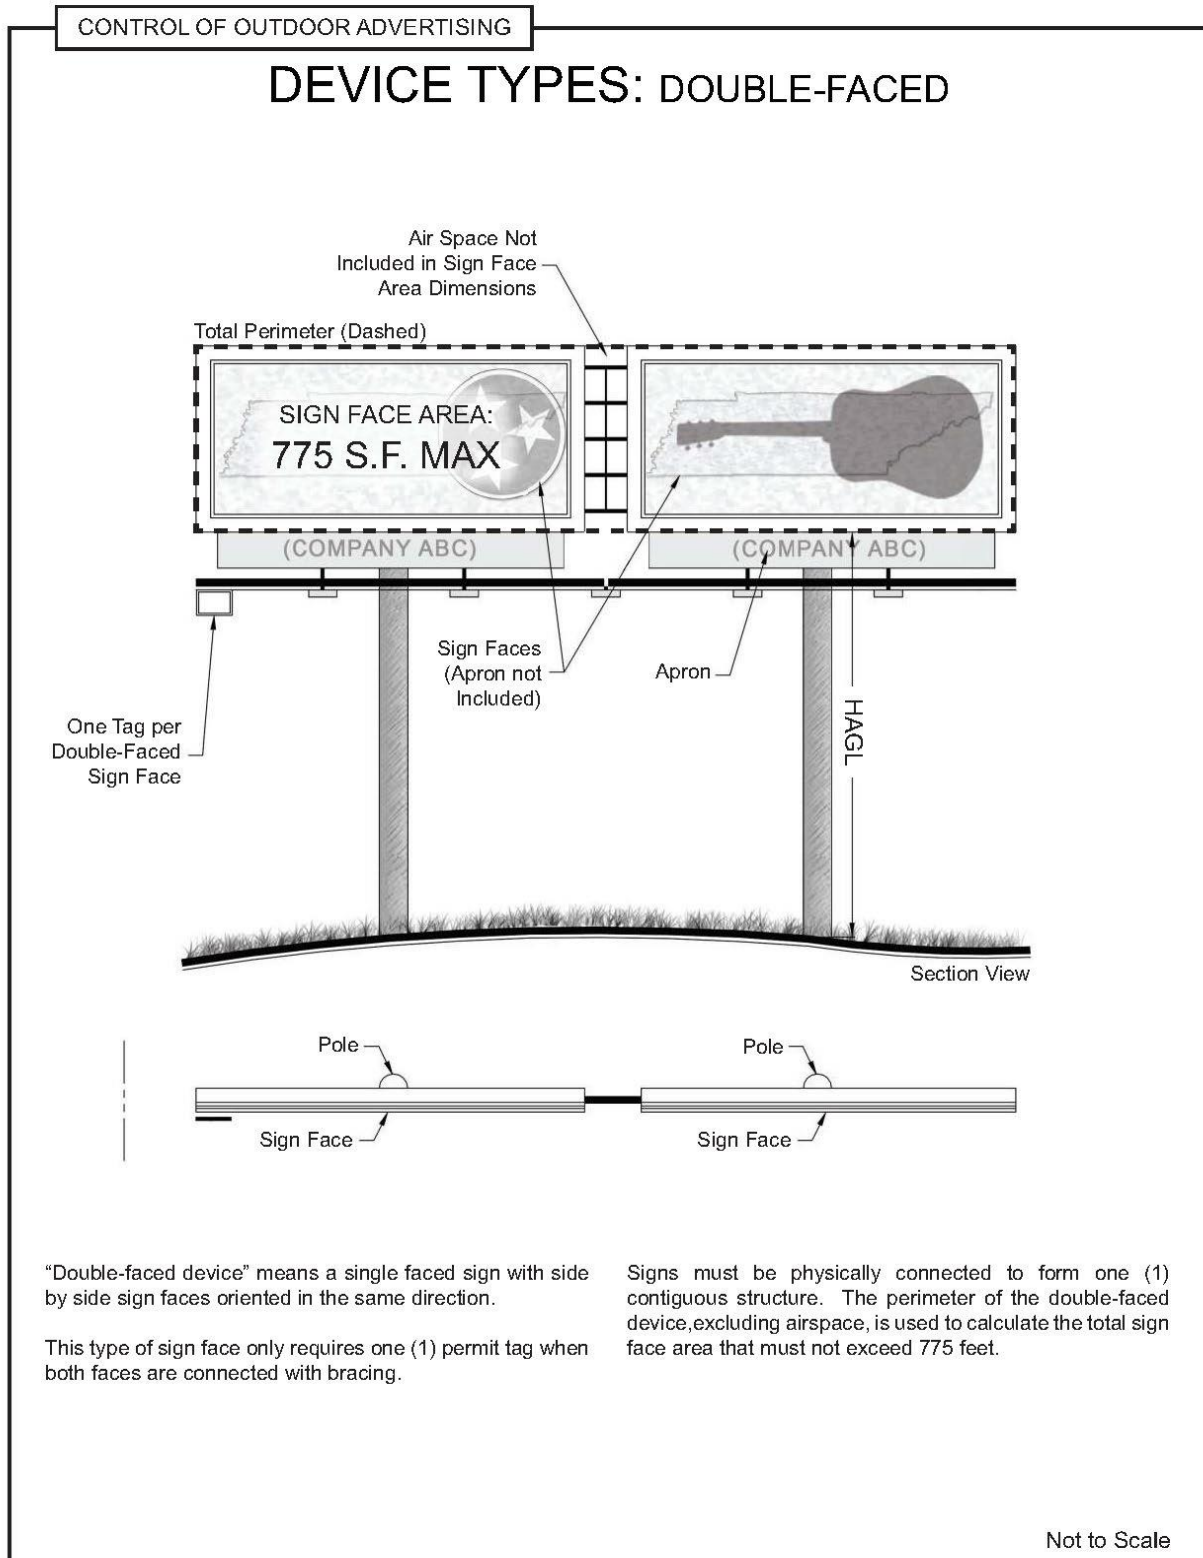 CONTROL OF OUTDOOR ADVERTISING
DEVICE TYPES: DOUBLE-FACED
Air Space Not
Included in Sign Face
Area Dimensions
Total Perimeter (Dashed)
SIGN FACE AREA:
775 S.F. MAX
(COMPANY ABC)
(COMPANY ABC)
Sign Faces
(Apron not
Included)
Apron
HAGL
One Tag per
Double-Faced
Sign Face
Section View
Pole
Pole
Sign Face
Sign Face
“Double-faced device” means a single faced sign with side
by side sign faces oriented in the same direction.
This type of sign face only requires one (1) permit tag when
both faces are connected with bracing.
Signs must be physically connected to form one (1)
contiguous structure. The perimeter of the double-faced
device,excluding airspace, is used to calculate the total sign
face area that must not exceed 775 feet.
Not to Scale